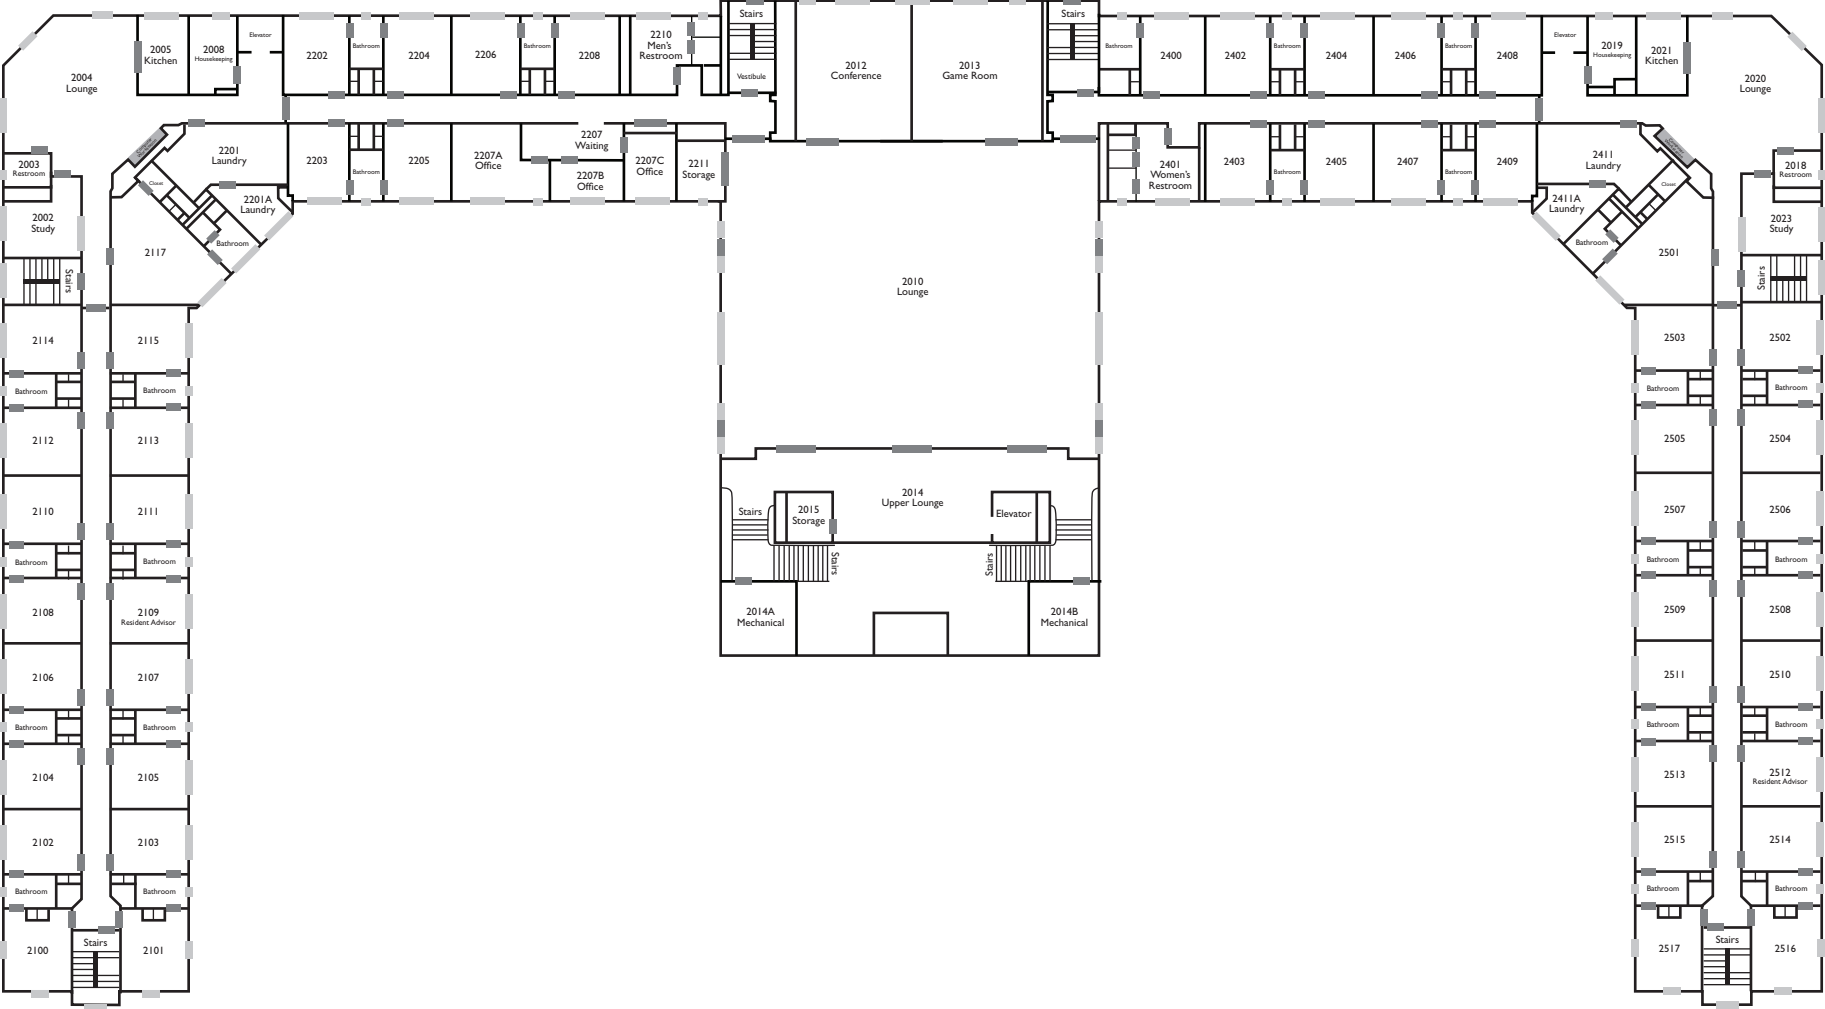 Stairs
Stairs
2004
Lounge
2005
Kitchen
2008
Housekeeping
Elevator
2202
Bathroom
2204
2206
Bathroom
2208
2210
Men's
Restroom
Vestibule
2012
Conference
2013
Game Room
Bathroom
2400
2402
Bathroom
2404
2406
Bathroom
2408
Elevator
2019
Housekeeping
2021
Kitchen
2020
Lounge
2003
Restroom
2201
Laundry
2203
Bathroom
2205
2207A
Office
2207
Waiting
2207B
Office
2207C
Office
2211
Storage
2401
Women's
Restroom
2403
Bathroom
2405
2407
Bathroom
2409
2411
Laundry
2018
Restroom
Closet
2201A
Laundry
Bathroom
2117
2002
Study
Stairs
2411A
Laundry
Closet
Bathroom
2501
2023
Study
Stairs
2010
Lounge
2114
2115
Bathroom
Bathroom
2112
2113
2110
2111
Bathroom
Bathroom
2108
2109
Resident Advisor
2106
2107
Bathroom
Bathroom
2104
2105
2102
2103
Bathroom
Bathroom
2100
Stairs
2101
2014
Upper Lounge
Stairs
2015
Storage
Elevator
Stairs
Stairs
2014A
Mechanical
2014B
Mechanical
2503
2502
Bathroom
Bathroom
2505
2504
2507
2506
Bathroom
Bathroom
2509
2508
2511
2510
Bathroom
Bathroom
2513
2512
Resident Advisor
2515
2514
Bathroom
Bathroom
2517
Stairs
2516